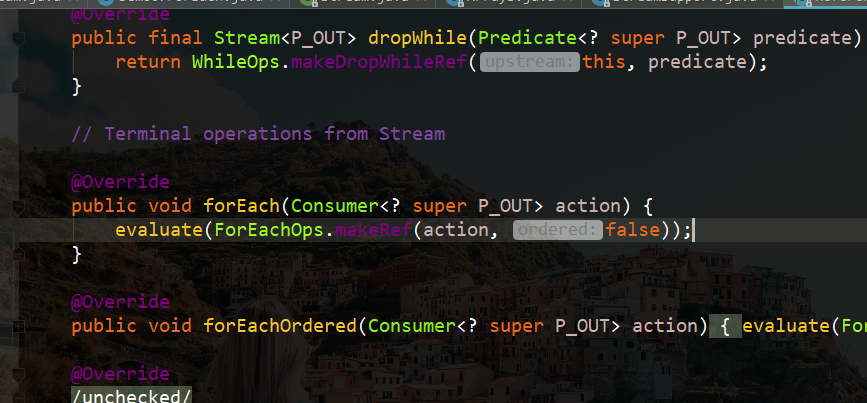 @Override
public final Stream<P_OUT> dropWhile(Predicate<? super P_OUT> predicate)
return WhileOps.makeDropWhileRef( upstream: this, predicate);
}
// Terminal operations from Stream
@Override
public void forEach(Consumer<? super P_OUT> action) {
evaluate(ForEachOps.makeRef(action, ordered: false));
}
@Override
public void forEachOrdered(Consumer<? super P_OUT> action) { evaluate(For
@Override
/unchecked/